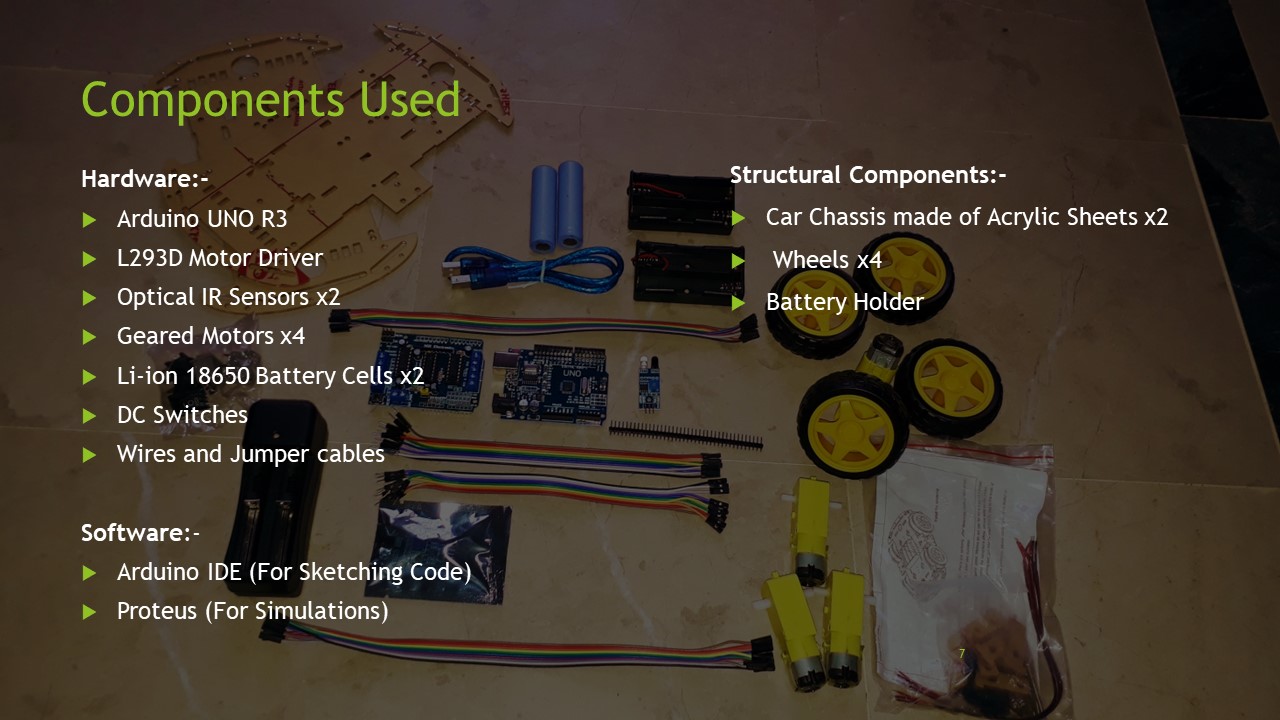 Components Used
Hardware:-
Arduino UNO R3
L293D Motor Driver
Optical IR Sensors x2
Geared Motors x4
Li-ion 18650 Battery Cells x2
DC Switches
Wires and Jumper cables
Software:-
Arduino IDE (For Sketching Code)
Proteus (For Simulations)
Structural Components:-
Car Chassis made of Acrylic Sheets x2
Wheels x4
Battery Holder
UNO
7